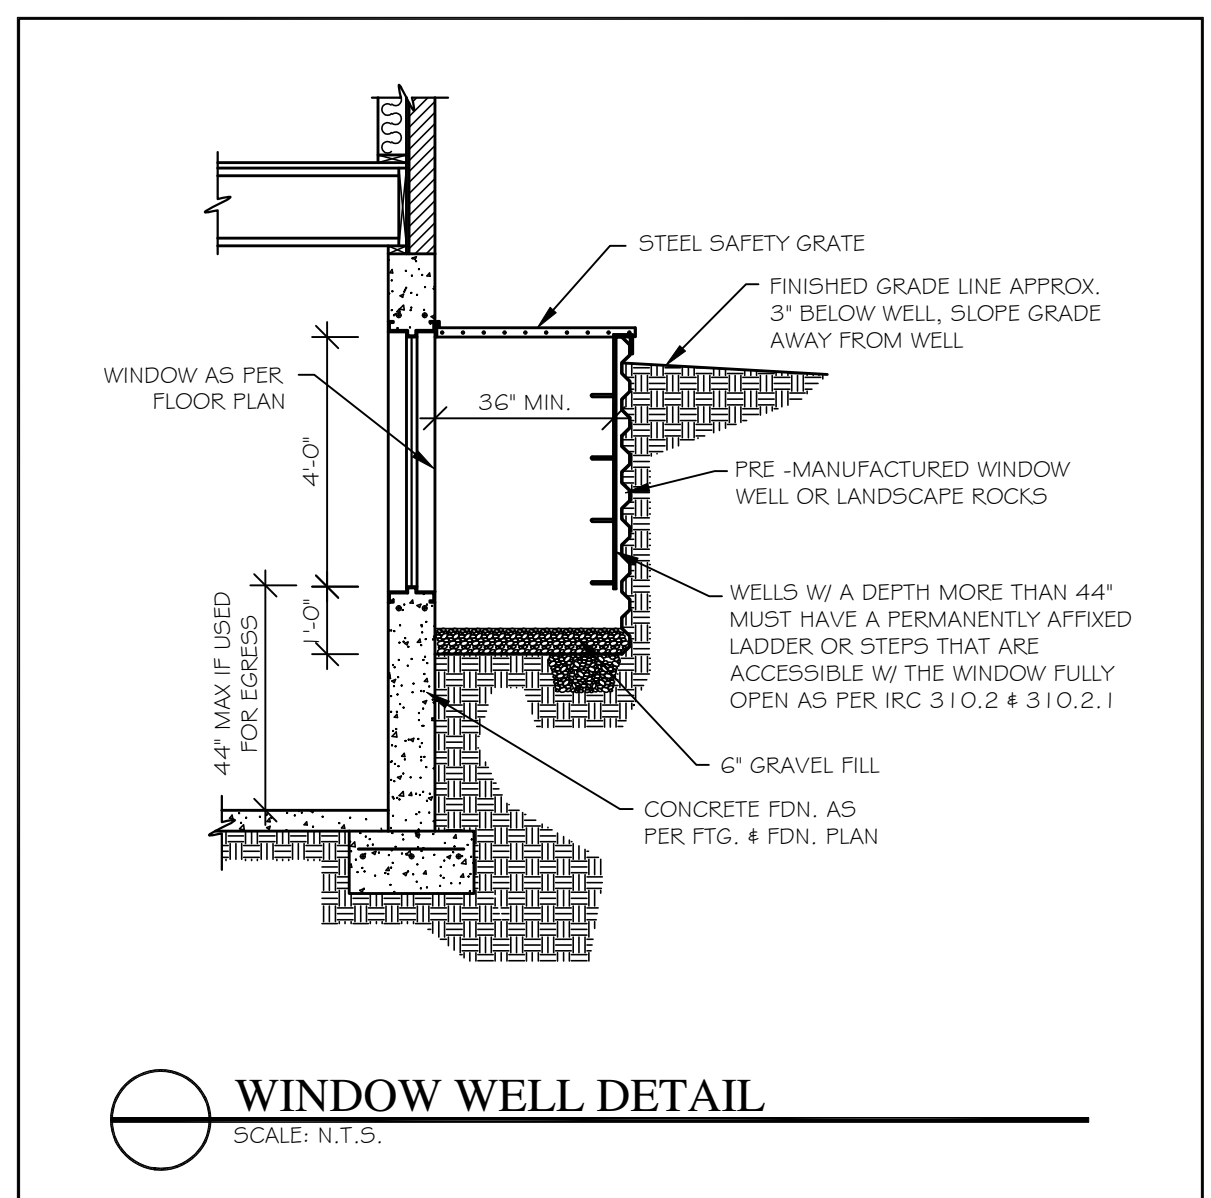 STEEL SAFETY GRATE
FINISHED GRADE LINE APPROX.
3" BELOW WELL, SLOPE GRADE
AWAY FROM WELL
WINDOW AS PER
FLOOR PLAN
36" MIN.
4'-0"
PRE -MANUFACTURED WINDOW
WELL OR LANDSCAPE ROCKS
WELLS W/ A DEPTH MORE THAN 44"
MUST HAVE A PERMANENTLY AFFIXED
LADDER OR STEPS THAT ARE
ACCESSIBLE W/ THE WINDOW FULLY
OPEN AS PER IRC 310.2 & 310.2.1
1'-0"
44" MAX IF USED
FOR EGRESS
6" GRAVEL FILL
CONCRETE FDN. AS
PER FTG. & FDN. PLAN
WINDOW WELL DETAIL
SCALE: N.T.S.